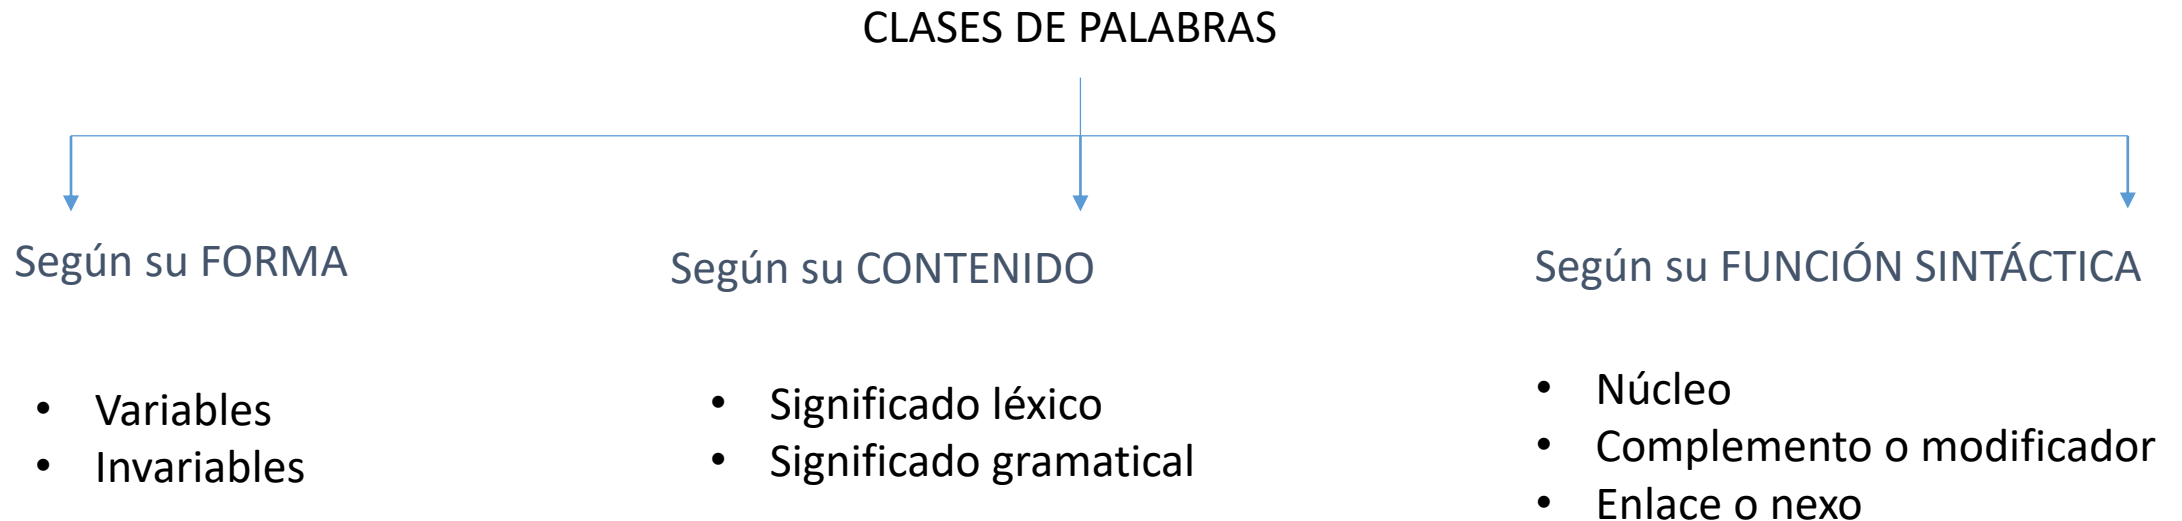 CLASES DE PALABRAS
Según su FORMA
• Variables
• Invariables
Según su CONTENIDO
• Significado léxico
• Significado gramatical
Según su FUNCIÓN SINTÁCTICA
• Núcleo
• Complemento o modificador
• Enlace o nexo